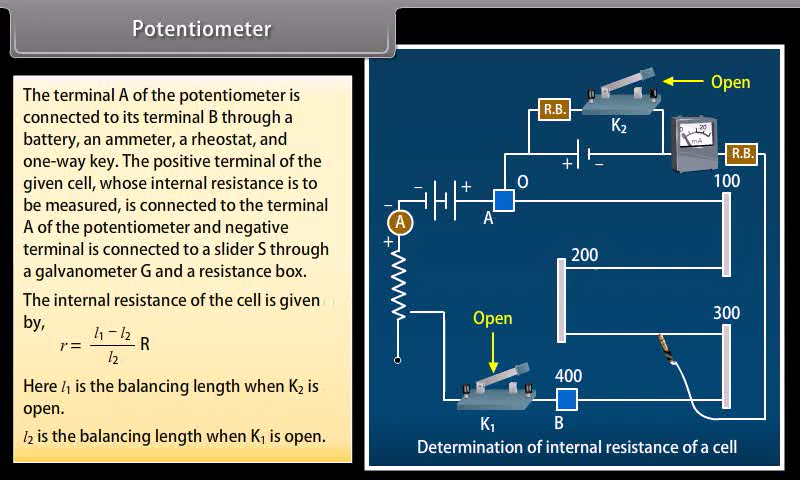 Potentiometer
The terminal A of the potentiometer is
connected to its terminal B through a
battery, an ammeter, a rheostat, and
one-way key. The positive terminal of the
given cell, whose internal resistance is to
be measured, is connected to the terminal
A of the potentiometer and negative
terminal is connected to a slider S through
a galvanometer G and a resistance box.
The internal resistance of the cell is given
by,
r = (l₁ − l₂) / l₂ R
Here l₁ is the balancing length when K₂ is
open.
l₂ is the balancing length when K₁ is open.
Open
R.B.
K₂
0 20
mA
+ −
R.B.
− +
O
A
100
−
A
+
200
300
Open
400
K₁
B
Determination of internal resistance of a cell